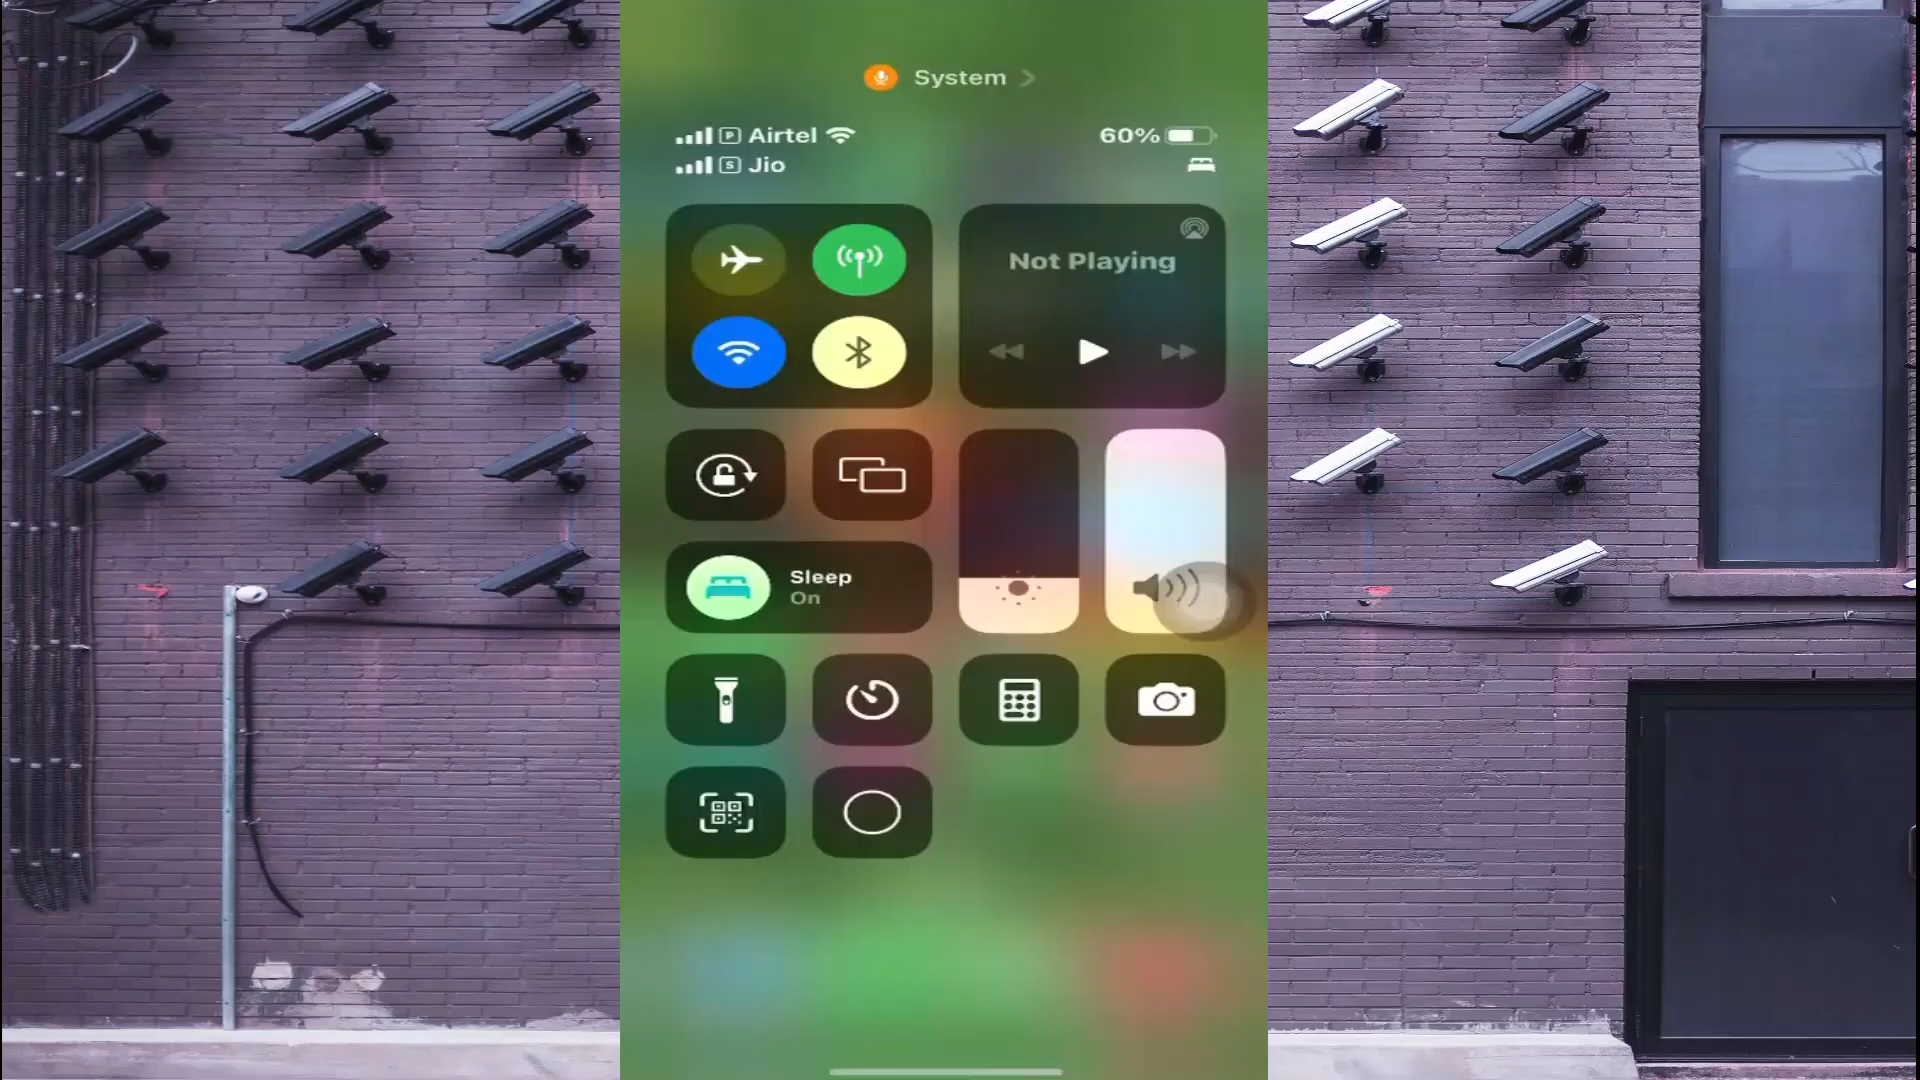 System
P Airtel
60%
S Jio
Not Playing
Sleep
On